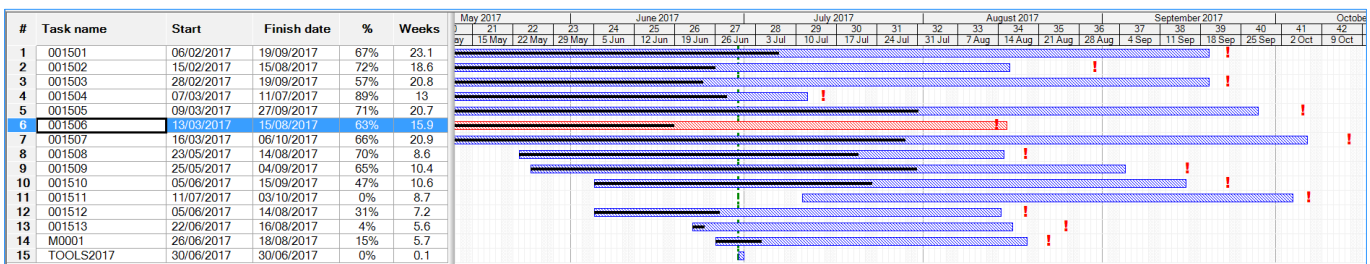 May 2017 June 2017 July 2017 August 2017 September 2017 Octobe
# Task name Start Finish date % Weeks
21 22 23 24 25 26 27 28 29 30 31 32 33 34 35 36 37 38 39 40 41 42
ay 15 May 22 May 29 May 5 Jun 12 Jun 19 Jun 26 Jun 3 Jul 10 Jul 17 Jul 24 Jul 31 Jul 7 Aug 14 Aug 21 Aug 28 Aug 4 Sep 11 Sep 18 Sep 25 Sep 2 Oct 9 Oct
1 001501 06/02/2017 19/09/2017 67% 23.1 !
2 001502 15/02/2017 15/08/2017 72% 18.6 !
3 001503 28/02/2017 19/09/2017 57% 20.8 !
4 001504 07/03/2017 11/07/2017 89% 13 !
5 001505 09/03/2017 27/09/2017 71% 20.7 !
6 001506 13/03/2017 15/08/2017 63% 15.9 !
7 001507 16/03/2017 06/10/2017 66% 20.9 !
8 001508 23/05/2017 14/08/2017 70% 8.6 !
9 001509 25/05/2017 04/09/2017 65% 10.4 !
10 001510 05/06/2017 15/09/2017 47% 10.6 !
11 001511 11/07/2017 03/10/2017 0% 8.7 !
12 001512 05/06/2017 14/08/2017 31% 7.2 !
13 001513 22/06/2017 16/08/2017 4% 5.6 !
14 M0001 26/06/2017 18/08/2017 15% 5.7 !
15 TOOLS2017 30/06/2017 30/06/2017 0% 0.1